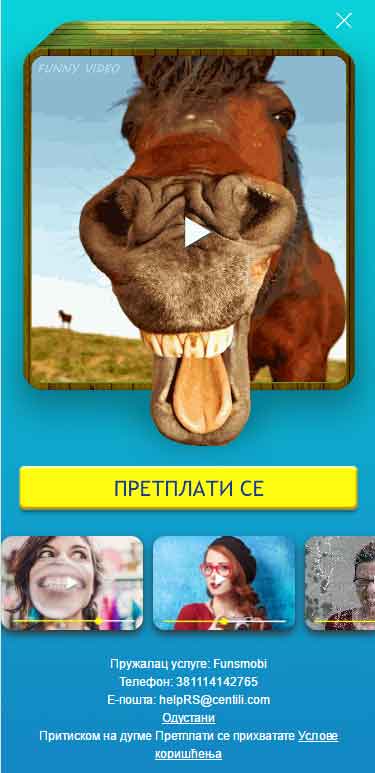 FUNNY VIDEO
ПРЕТПЛАТИ СЕ
Пружалац услуге: Funsmobi
Телефон: 381114142765
Е-пошта: helpRS@centili.com
Одустани
Притиском на дугме Претплати се прихватате Услове
коришћења